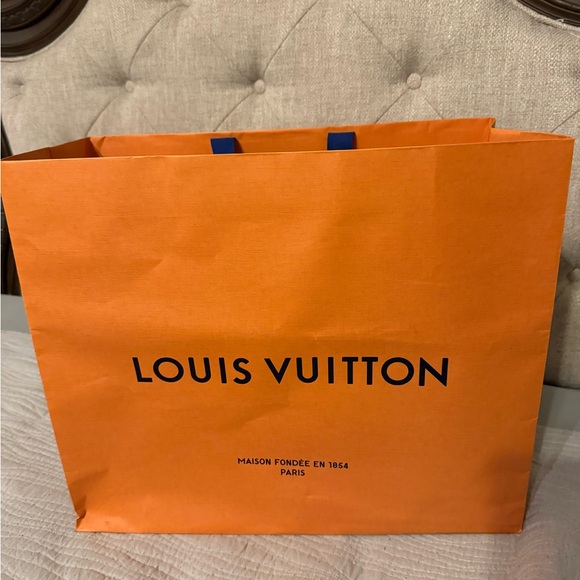 LOUIS VUITTON
MAISON FONDÉE EN 1854
PARIS